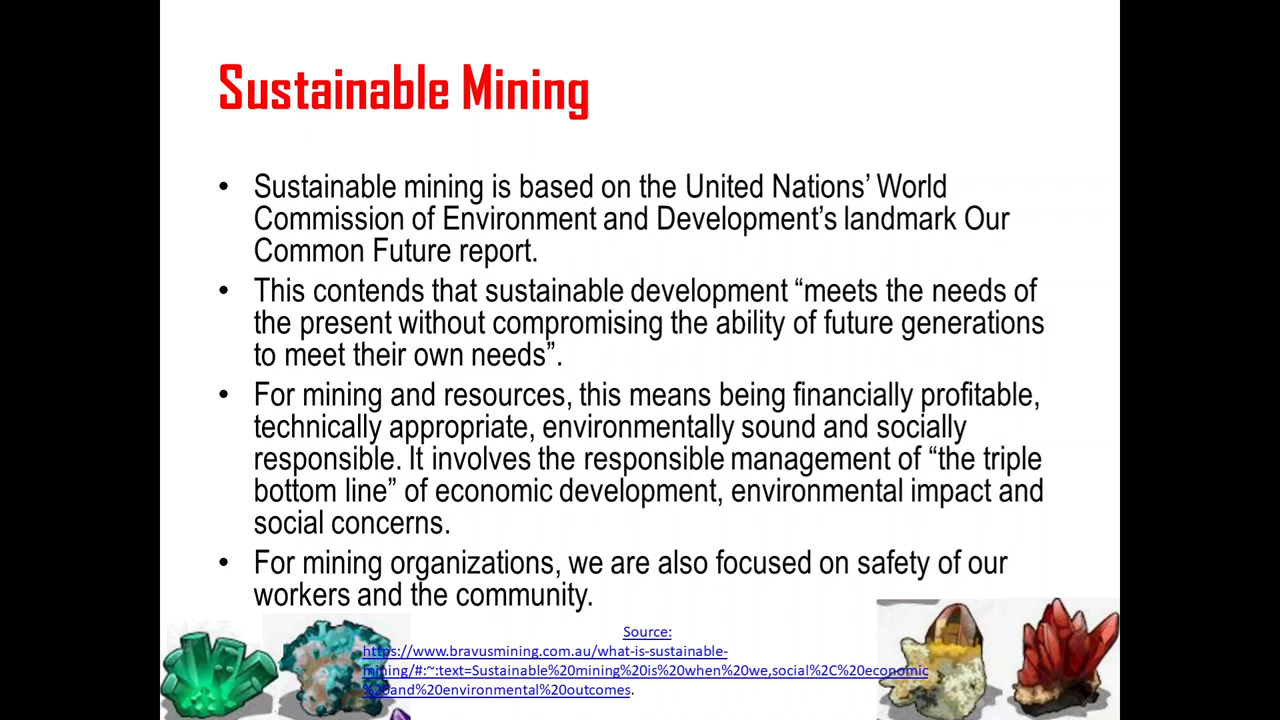 Sustainable Mining
• Sustainable mining is based on the United Nations’ World
Commission of Environment and Development’s landmark Our
Common Future report.
• This contends that sustainable development “meets the needs of
the present without compromising the ability of future generations
to meet their own needs”.
• For mining and resources, this means being financially profitable,
technically appropriate, environmentally sound and socially
responsible. It involves the responsible management of “the triple
bottom line” of economic development, environmental impact and
social concerns.
• For mining organizations, we are also focused on safety of our
workers and the community.
Source:
https://www.bravusmining.com.au/what-is-sustainable-
mining/#:~:text=Sustainable%20mining%20is%20when%20we,social%2C%20economic
%20and%20environmental%20outcomes.